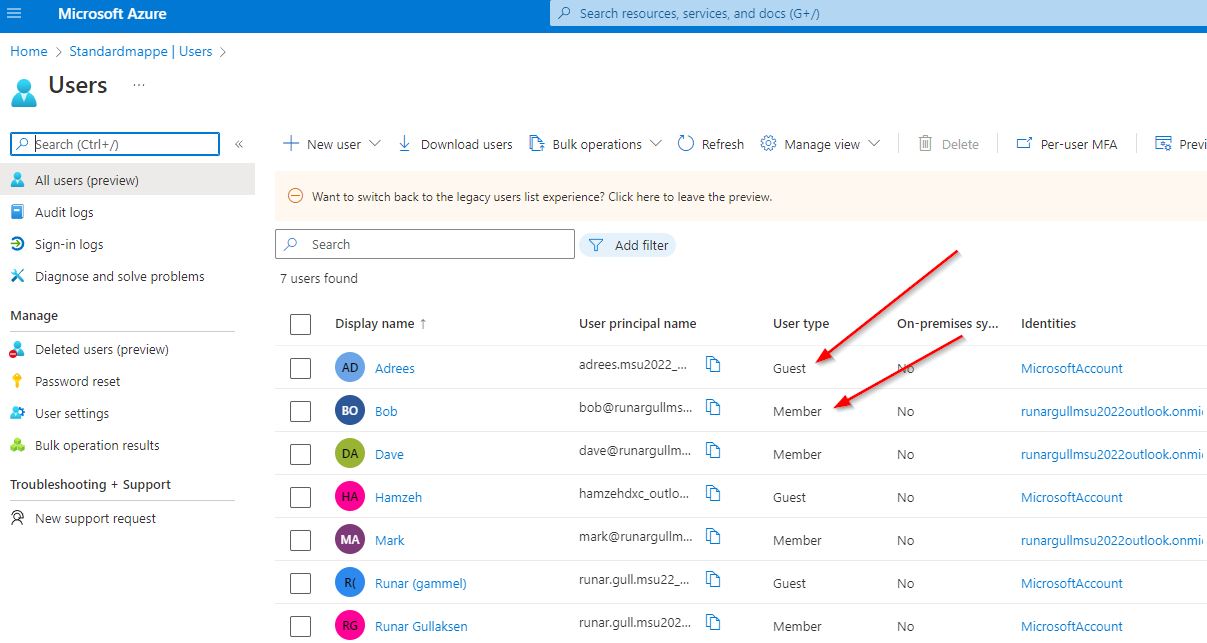 Microsoft Azure
Search resources, services, and docs (G+/)
Home > Standardmappe | Users >
Users ...
Search (Ctrl+/) «
All users (preview)
Audit logs
Sign-in logs
Diagnose and solve problems
Manage
Deleted users (preview)
Password reset
User settings
Bulk operation results
Troubleshooting + Support
New support request
New user Download users Bulk operations Refresh Manage view Delete Per-user MFA Previ
Want to switch back to the legacy users list experience? Click here to leave the preview.
Search Add filter
7 users found
Display name ↑ User principal name User type On-premises sy... Identities
AD Adrees adrees.msu2022_... Guest No MicrosoftAccount
BO Bob bob@runargullms... Member No runargullmsu2022outlook.onmi
DA Dave dave@runargullm... Member No runargullmsu2022outlook.onmi
HA Hamzeh hamzehdxc_outlo... Guest No MicrosoftAccount
MA Mark mark@runargullm... Member No runargullmsu2022outlook.onmi
R( Runar (gammel) runar.gull.msu22_... Guest No MicrosoftAccount
RG Runar Gullaksen runar.gull.msu202... Member No MicrosoftAccount